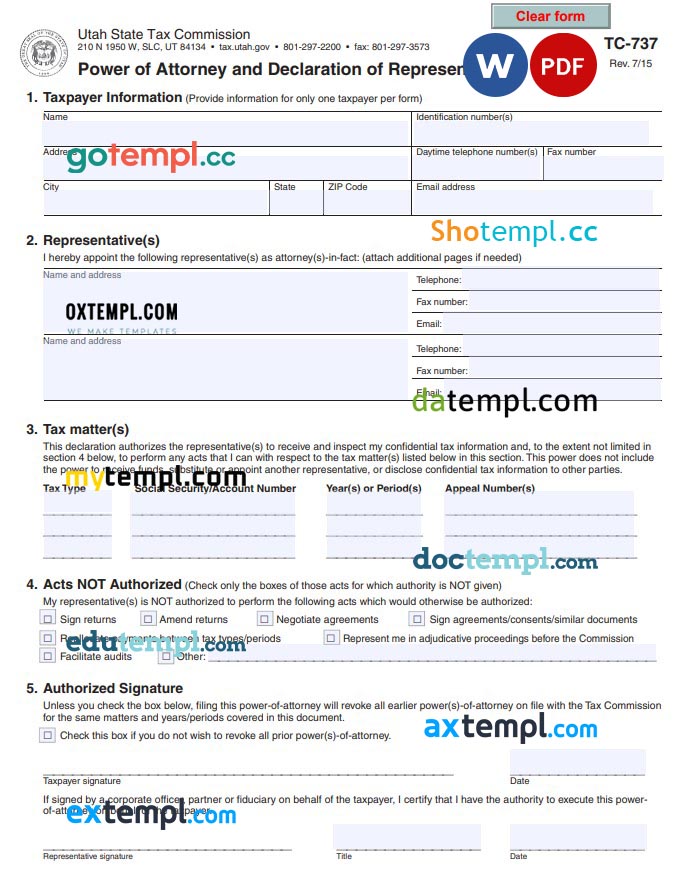 Clear form
Utah State Tax Commission
210 N 1950 W, SLC, UT 84134 • tax.utah.gov • 801-297-2200 • fax: 801-297-3573
TC-737
Rev. 7/15
Power of Attorney and Declaration of
W
PDF
1. Taxpayer Information (Provide information for only one taxpayer per form)
Name
Identification number(s)
Address
Daytime telephone number(s)
Fax number
gotempl.cc
City
State
ZIP Code
Email address
Shotempl.cc
2. Representative(s)
I hereby appoint the following representative(s) as attorney(s)-in-fact: (attach additional pages if needed)
Name and address
Telephone:
Fax number:
OXTEMPL.COM
WE MAKE TEMPLATES
Email:
Name and address
Telephone:
Fax number:
Email:
datempl.com
3. Tax matter(s)
This declaration authorizes the representative(s) to receive and inspect my confidential tax information and, to the extent not limited in
section 4 below, to perform any acts that I can with respect to the tax matter(s) listed below in this section. This power does not include
the power to receive funds, substitute or appoint another representative, or disclose confidential tax information to other parties.
mytempl.com
Tax Type Social Security/Account Number Year(s) or Period(s) Appeal Number(s)
doctempl.com
4. Acts NOT Authorized (Check only the boxes of those acts for which authority is NOT given)
My representative(s) is NOT authorized to perform the following acts which would otherwise be authorized:
Sign returns Amend returns Negotiate agreements Sign agreements/consents/similar documents
Reallocate payments between tax types/periods Represent me in adjudicative proceedings before the Commission
edutempl.com
Facilitate audits Other:
5. Authorized Signature
Unless you check the box below, filing this power-of-attorney will revoke all earlier power(s)-of-attorney on file with the Tax Commission
for the same matters and years/periods covered in this document.
Check this box if you do not wish to revoke all prior power(s)-of-attorney.
axtempl.com
Taxpayer signature
Date
If signed by a corporate officer, partner or fiduciary on behalf of the taxpayer, I certify that I have the authority to execute this power-
of-attorney on behalf of the taxpayer.
extempl.com
Representative signature
Title
Date